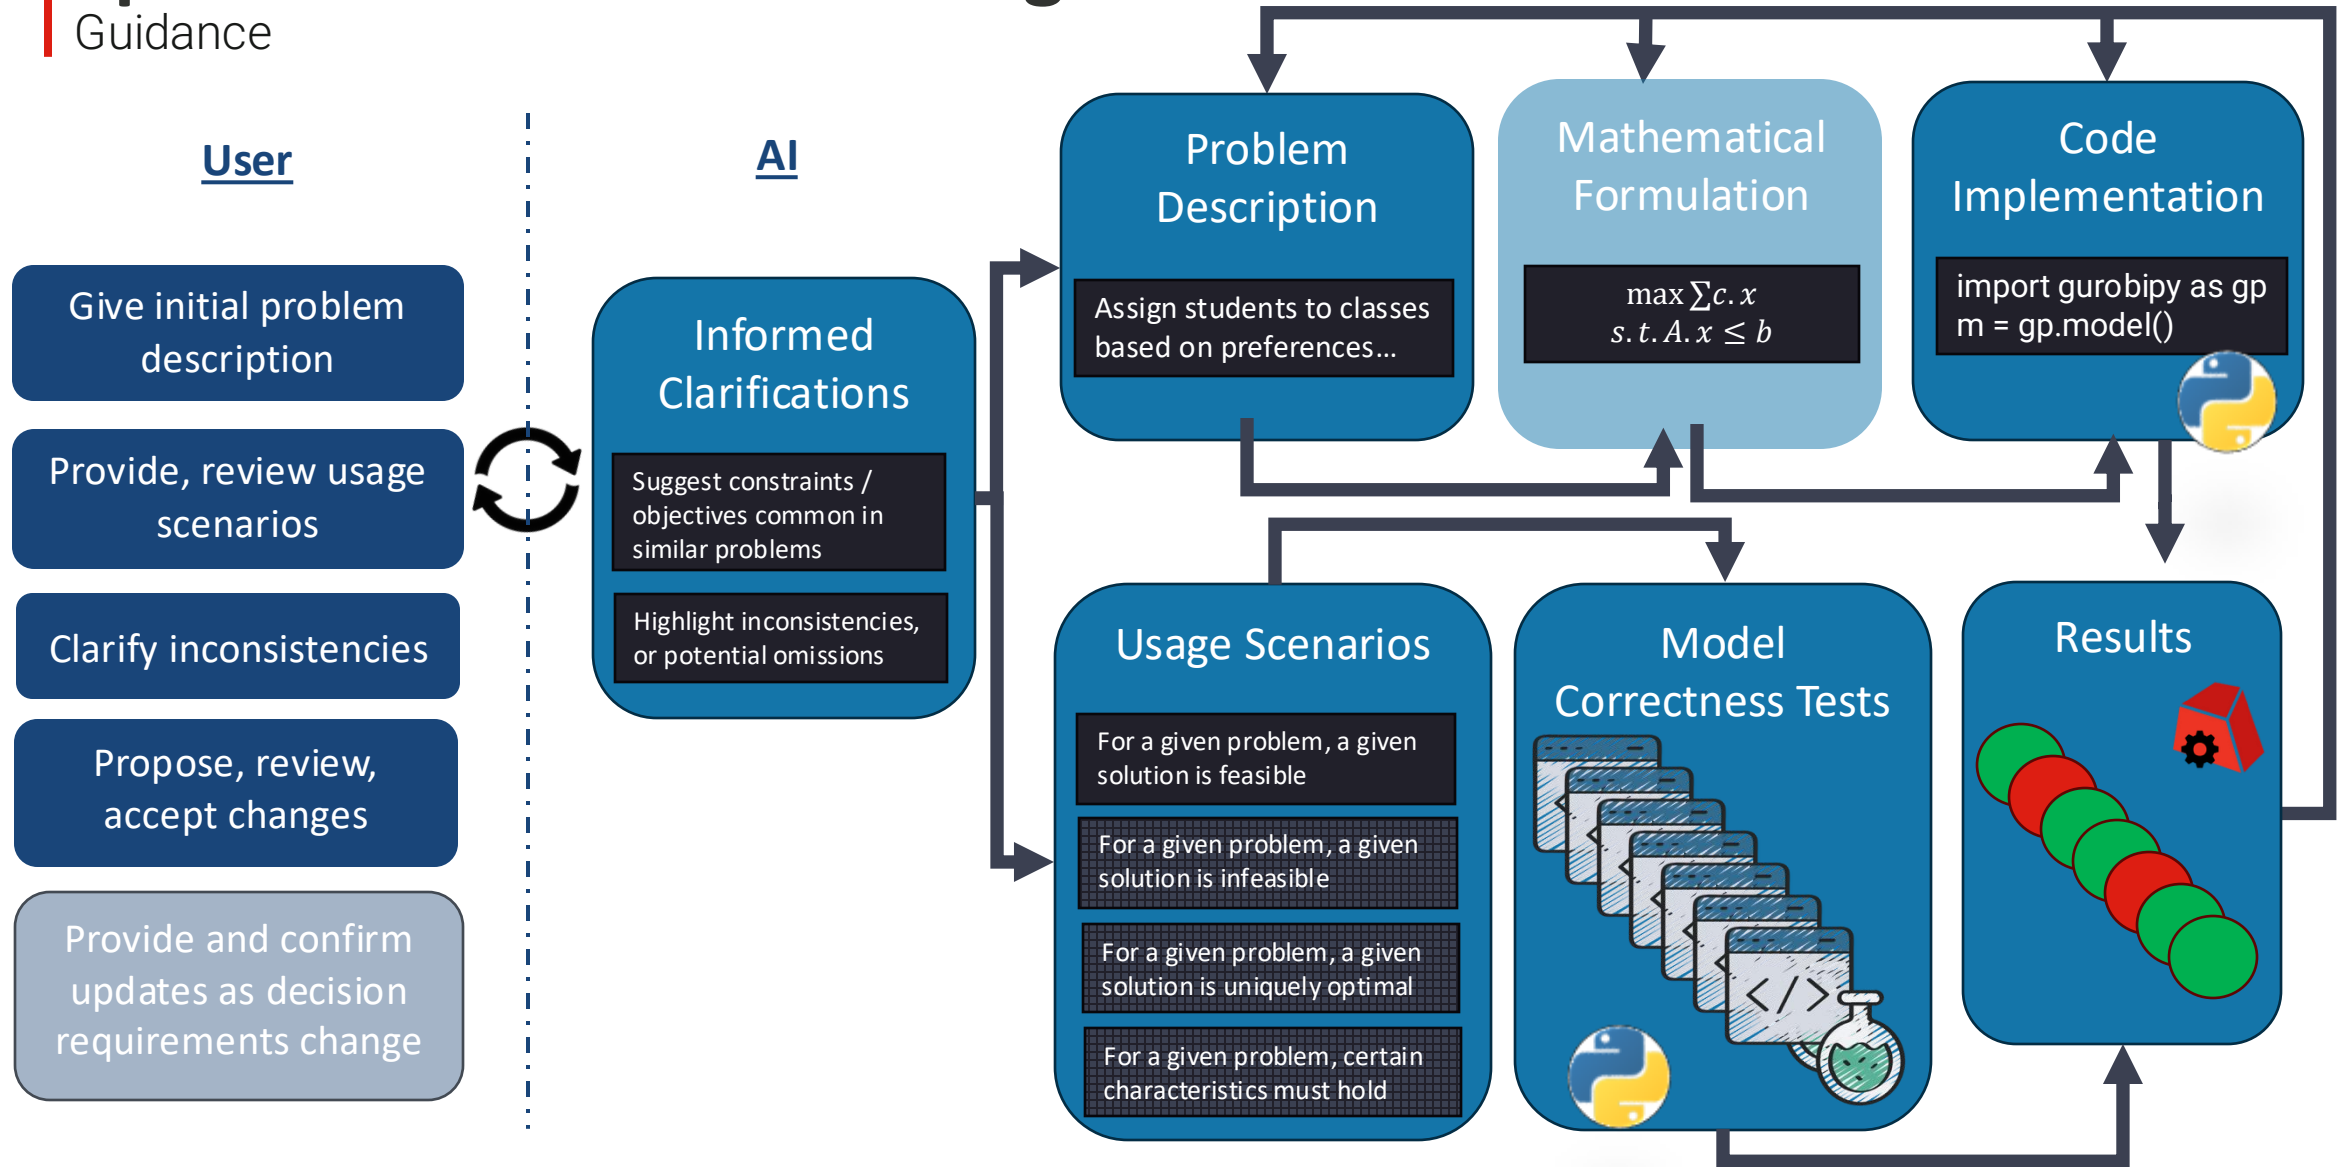 Guidance
User
Give initial problem
description
Provide, review usage
scenarios
Clarify inconsistencies
Propose, review,
accept changes
Provide and confirm
updates as decision
requirements change
AI
Informed
Clarifications
Suggest constraints /
objectives common in
similar problems
Highlight inconsistencies,
or potential omissions
Problem
Description
Assign students to classes
based on preferences...
Mathematical
Formulation
max ∑c. x
s. t. A. x ≤ b
Code
Implementation
import gurobipy as gp
m = gp.model()
Usage Scenarios
For a given problem, a given
solution is feasible
For a given problem, a given
solution is infeasible
For a given problem, a given
solution is uniquely optimal
For a given problem, certain
characteristics must hold
Model
Correctness Tests
</>
Results